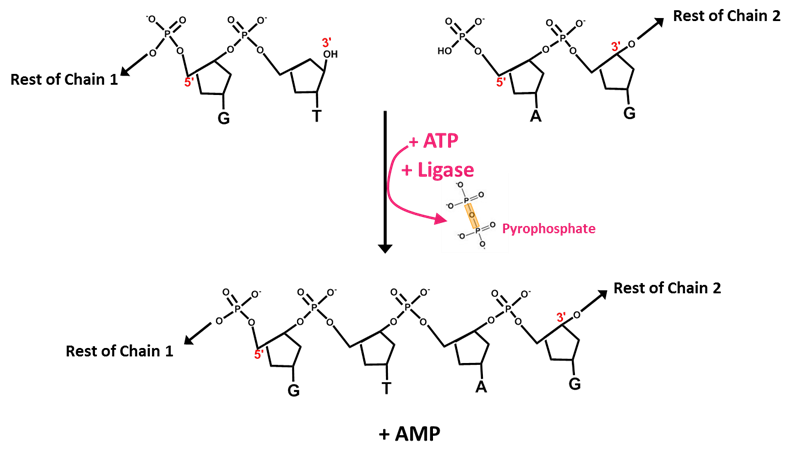 -O O O O-
P P
O O O O
3'
OH
Rest of Chain 1
5'
G
T
-O O- O O-
P P
HO O O O
3' O
Rest of Chain 2
5'
A
G
+ ATP
+ Ligase
-O
P O
-O
O
P O
-O
O-
Pyrophosphate
O O- O O- O O- O O-
P P P P
O O O O O O O O
3' O
Rest of Chain 2
Rest of Chain 1
5'
G
T
A
G
+ AMP